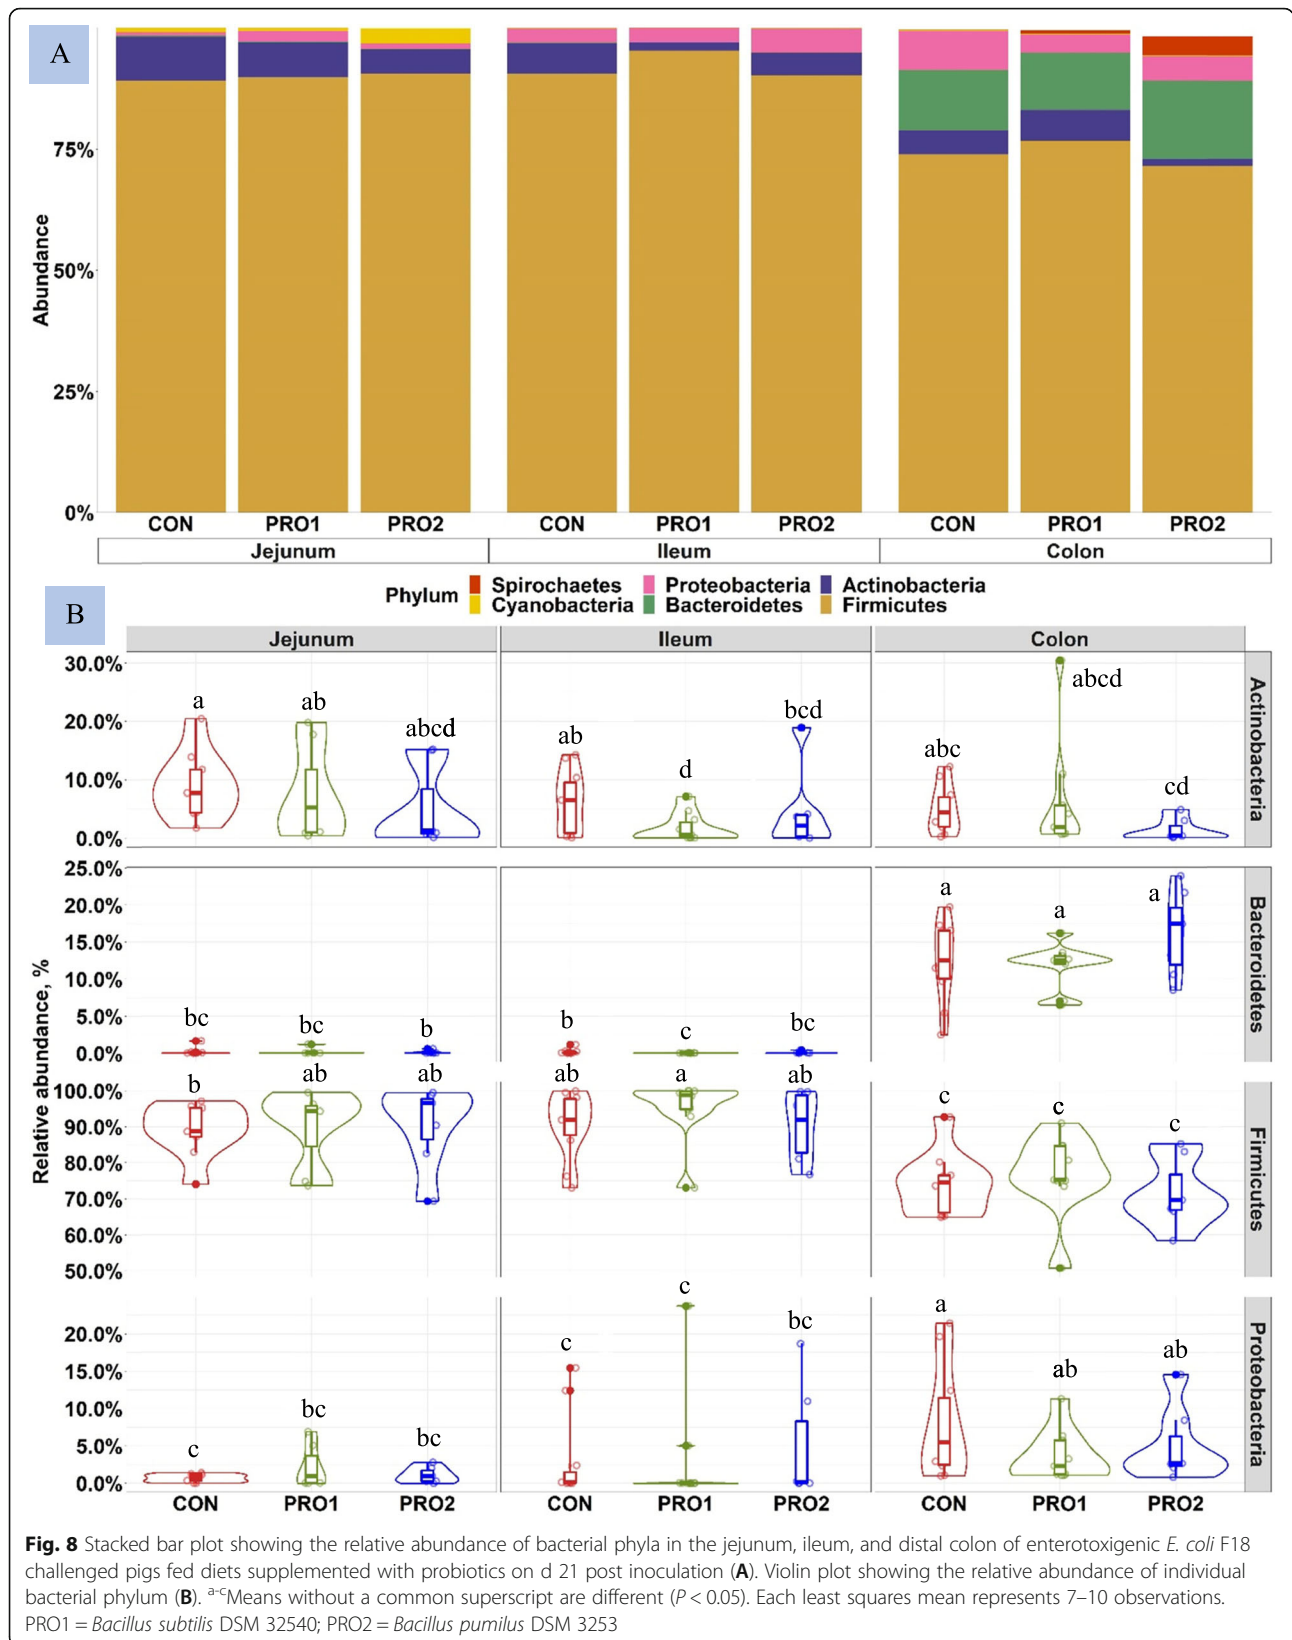 A
Abundance
75%
50%
25%
0%
CON PRO1 PRO2 CON PRO1 PRO2 CON PRO1 PRO2
Jejunum Ileum Colon
Phylum Spirochaetes Proteobacteria Actinobacteria
Cyanobacteria Bacteroidetes Firmicutes
B
Jejunum Ileum Colon
Relative abundance, %
30.0%
20.0%
10.0%
0.0%
a ab abcd ab d bcd abc abcd cd
Actinobacteria
25.0%
20.0%
15.0%
10.0%
5.0%
0.0%
bc bc b b c bc a a a
Bacteroidetes
100.0%
90.0%
80.0%
70.0%
60.0%
50.0%
b ab ab ab a ab c c c
Firmicutes
20.0%
15.0%
10.0%
5.0%
0.0%
c bc bc c c bc a ab ab
Proteobacteria
CON PRO1 PRO2 CON PRO1 PRO2 CON PRO1 PRO2
Fig. 8 Stacked bar plot showing the relative abundance of bacterial phyla in the jejunum, ileum, and distal colon of enterotoxigenic E. coli F18
challenged pigs fed diets supplemented with probiotics on d 21 post inoculation (A). Violin plot showing the relative abundance of individual
bacterial phylum (B). a-cMeans without a common superscript are different (P < 0.05). Each least squares mean represents 7–10 observations.
PRO1 = Bacillus subtilis DSM 32540; PRO2 = Bacillus pumilus DSM 3253